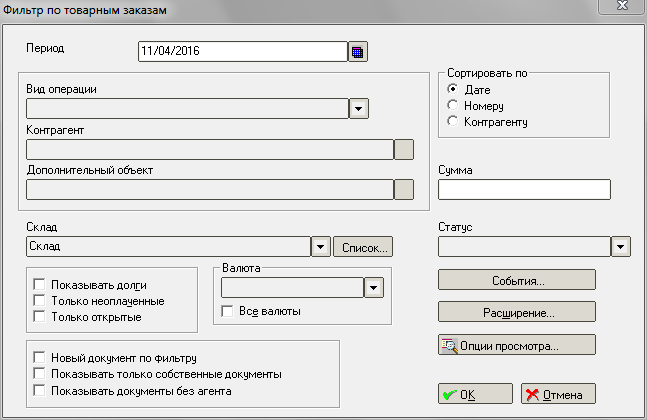 Фильтр по товарным заказам
Период
11/04/2016
Сортировать по
Дате
Номеру
Контрагенту
Вид операции
Контрагент
Дополнительный объект
Сумма
Склад
Склад
Список...
Статус
Показывать долги
Только неоплаченные
Только открытые
Валюта
Все валюты
События...
Расширение...
Опции просмотра...
Новый документ по фильтру
Показывать только собственные документы
Показывать документы без агента
OK
Отмена